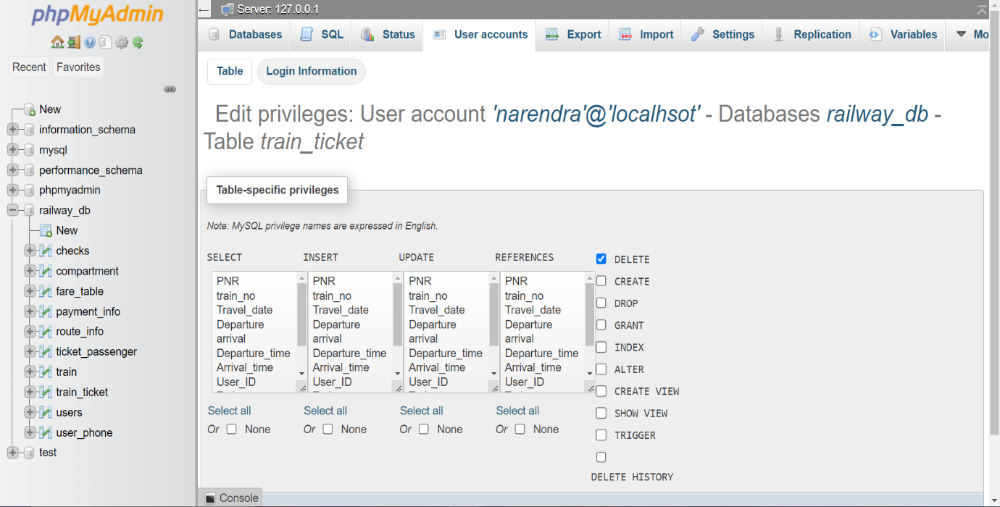 phpMyAdmin
Recent Favorites
New
information_schema
mysql
performance_schema
phpmyadmin
railway_db
New
checks
compartment
fare_table
payment_info
route_info
ticket_passenger
train
train_ticket
users
user_phone
test
Server: 127.0.0.1
Databases SQL Status User accounts Export Import Settings Replication Variables Mo
Table Login Information
Edit privileges: User account 'narendra'@'localhsot' - Databases railway_db -
Table train_ticket
Table-specific privileges
Note: MySQL privilege names are expressed in English.
SELECT
PNR
train_no
Travel_date
Departure
arrival
Departure_time
Arrival_time
User_ID
Select all
Or None
INSERT
PNR
train_no
Travel_date
Departure
arrival
Departure_time
Arrival_time
User_ID
Select all
Or None
UPDATE
PNR
train_no
Travel_date
Departure
arrival
Departure_time
Arrival_time
User_ID
Select all
Or None
REFERENCES
PNR
train_no
Travel_date
Departure
arrival
Departure_time
Arrival_time
User_ID
Select all
Or None
DELETE
CREATE
DROP
GRANT
INDEX
ALTER
CREATE VIEW
SHOW VIEW
TRIGGER
DELETE HISTORY
Console